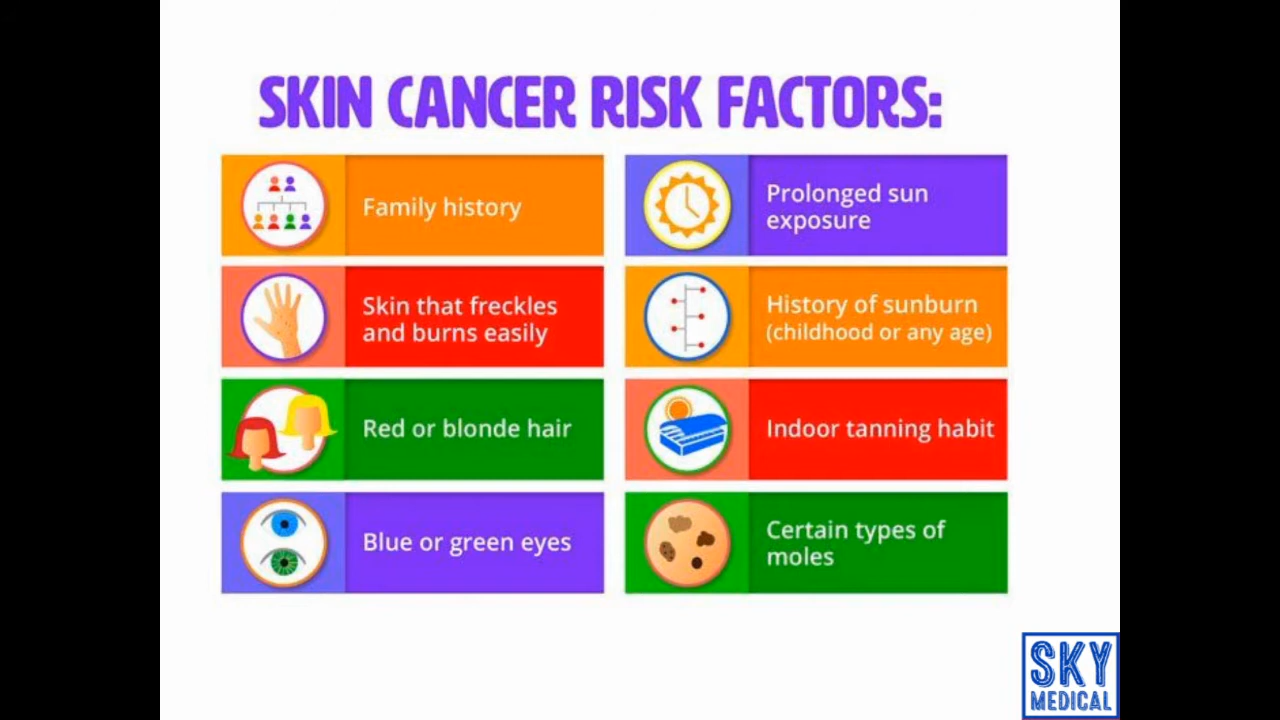 SKIN CANCER RISK FACTORS:
Family history
Prolonged sun
exposure
Skin that freckles
and burns easily
History of sunburn
(childhood or any age)
Red or blonde hair
Indoor tanning habit
Blue or green eyes
Certain types of
moles
SKY
MEDICAL